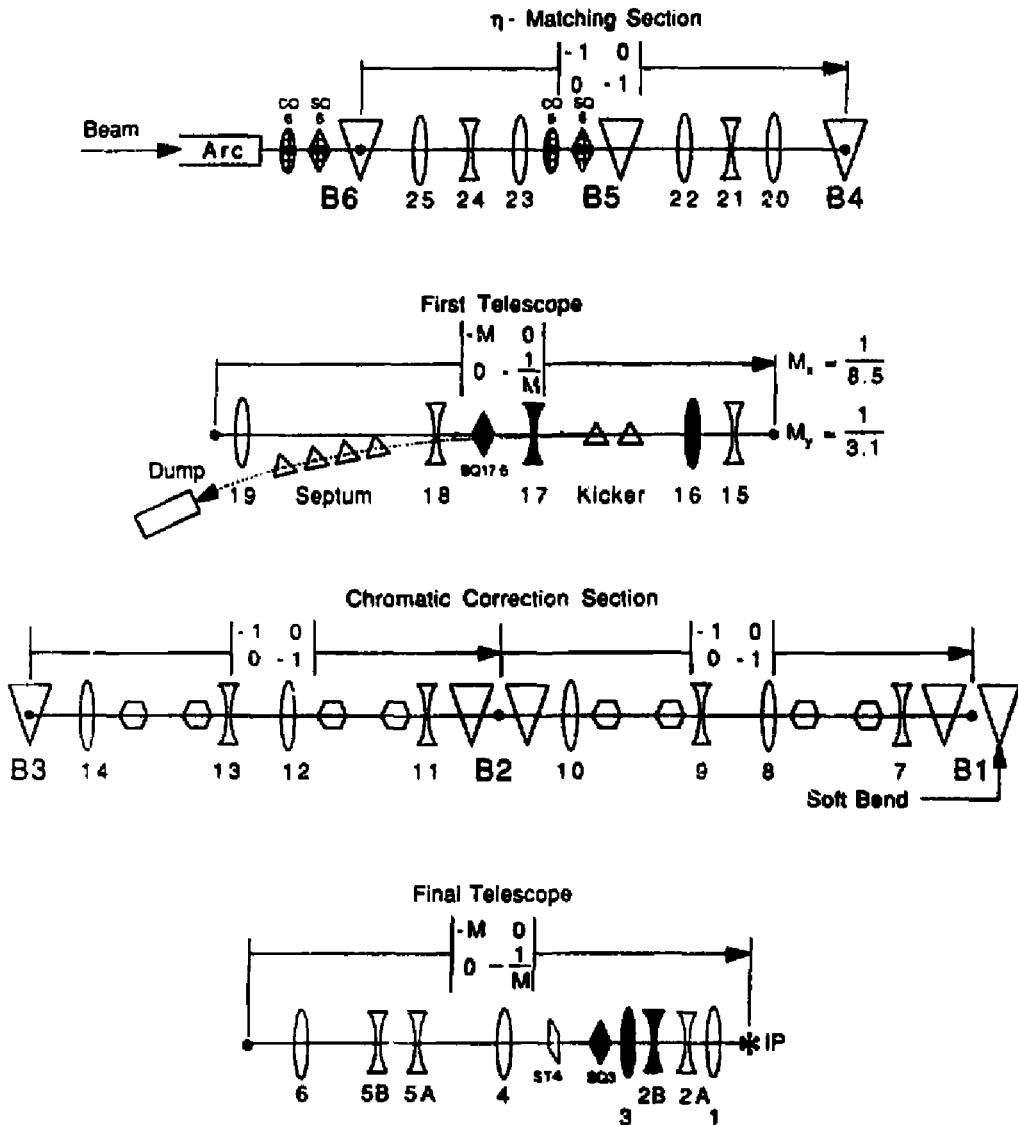 η - Matching Section
-1 0
0 -1
CQ 6 SQ 6 CQ SQ
Beam
Arc
B6 25 24 23 B5 22 21 20 B4
First Telescope
-M 0
0 - 1/M
Mx = 1/8.5
My = 1/3.1
Dump
SQ17.5
19 Septum 18 17 Kicker 16 15
Chromatic Correction Section
-1 0 -1 0
0 -1 0 -1
B3 14 13 12 11 B2 10 9 8 7 B1
Soft Bend
Final Telescope
-M 0
0 - 1/M
IP
ST4 SQ3
6 5B 5A 4 3 2B 2A 1